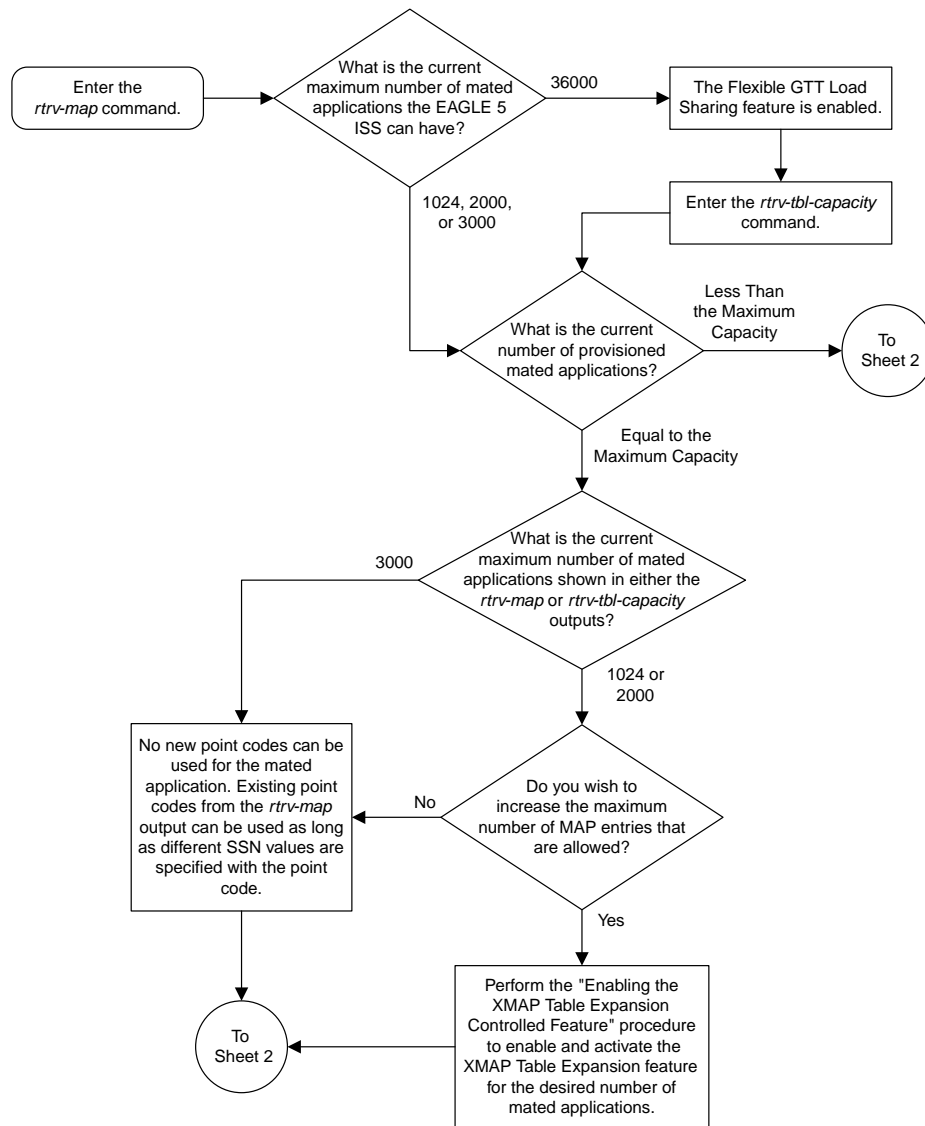 Enter the
rtrv-map command.
What is the current
maximum number of mated
applications the EAGLE 5
ISS can have?
36000
The Flexible GTT Load
Sharing feature is enabled.
1024, 2000,
or 3000
Enter the rtrv-tbl-capacity
command.
What is the current
number of provisioned
mated applications?
Less Than
the Maximum
Capacity
To
Sheet 2
Equal to the
Maximum Capacity
What is the current
maximum number of mated
applications shown in either the
rtrv-map or rtrv-tbl-capacity
outputs?
3000
1024 or
2000
No new point codes can be
used for the mated
application. Existing point
codes from the rtrv-map
output can be used as long
as different SSN values are
specified with the point
code.
No
Do you wish to
increase the maximum
number of MAP entries that
are allowed?
Yes
To
Sheet 2
Perform the "Enabling the
XMAP Table Expansion
Controlled Feature" procedure
to enable and activate the
XMAP Table Expansion feature
for the desired number of
mated applications.